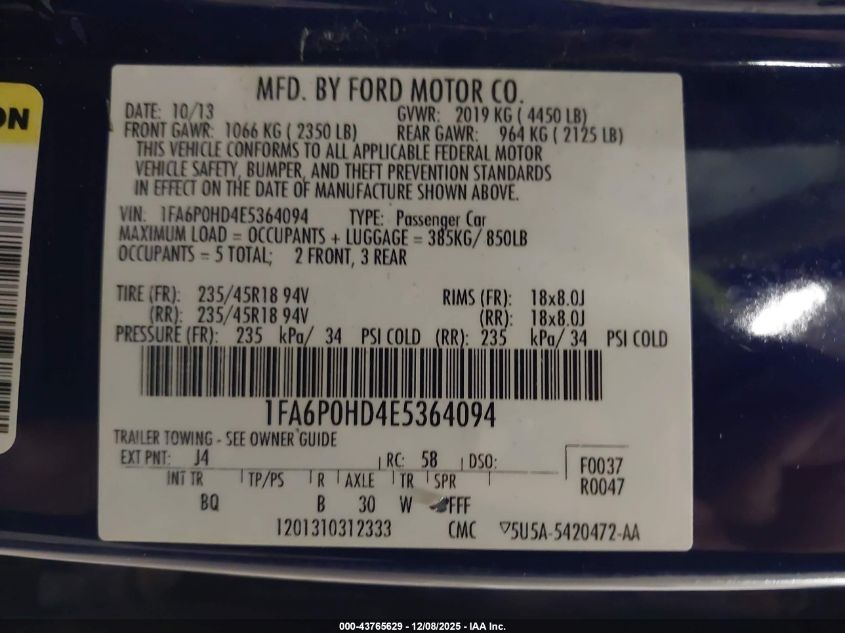 ON
MFD. BY FORD MOTOR CO.
DATE: 10/13 GVWR: 2019 KG ( 4450 LB)
FRONT GAWR: 1066 KG ( 2350 LB) REAR GAWR: 964 KG ( 2125 LB)
THIS VEHICLE CONFORMS TO ALL APPLICABLE FEDERAL MOTOR
VEHICLE SAFETY, BUMPER, AND THEFT PREVENTION STANDARDS
IN EFFECT ON THE DATE OF MANUFACTURE SHOWN ABOVE.
VIN: 1FA6P0HD4E5364094 TYPE: Passenger Car
MAXIMUM LOAD = OCCUPANTS + LUGGAGE = 385KG/ 850LB
OCCUPANTS = 5 TOTAL; 2 FRONT, 3 REAR
TIRE (FR): 235/45R18 94V RIMS (FR): 18x8.0J
(RR): 235/45R18 94V (RR): 18x8.0J
PRESSURE (FR): 235 kPa/ 34 PSI COLD (RR): 235 kPa/ 34 PSI COLD
1FA6P0HD4E5364094
TRAILER TOWING - SEE OWNER GUIDE
EXT PNT: J4 RC: 58 DSO: F0037
INT TR TP/PS R AXLE TR SPR R0047
BQ B 30 W FFF
I201310312333 CMC ▽5U5A-5420472-AA
000-43765629 - 12/08/2025 - IAA Inc.